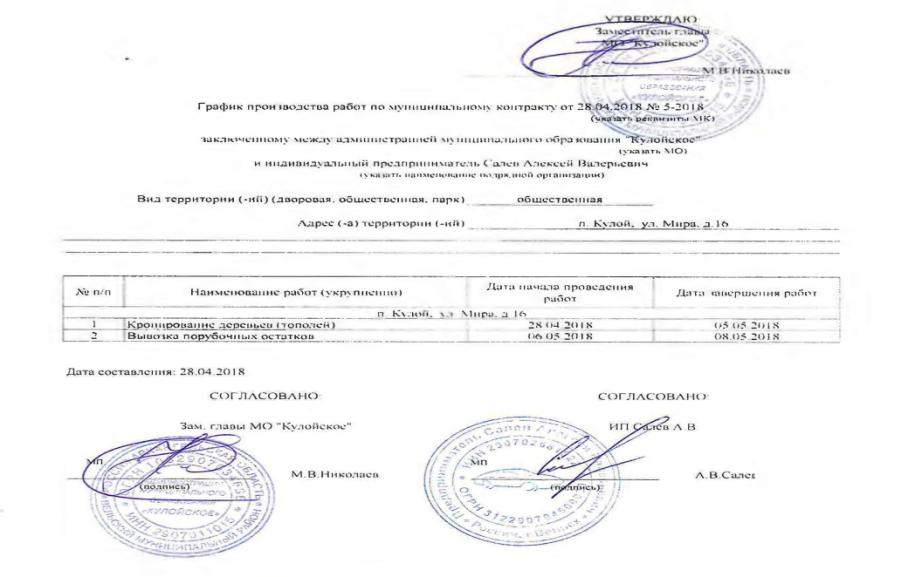 УТВЕРЖДАЮ:
Заместитель главы
МО "Кулойское"
М.В.Николаев
График производства работ по муниципальному контракту от 28.04.2018 № 5-2018
(указать реквизиты МК)
заключенному между администрацией муниципального образования "Кулойское"
(указать МО)
и индивидуальный предприниматель Салев Алексей Валерьевич
(указать наименование подрядной организации)
Вид территории (-ий) (дворовая, общественная, парк) общественная
Адрес (-а) территории (-ий) п. Кулой, ул. Мира, д.16
№ п/п Наименование работ (укрупненно) Дата начала проведения работ Дата завершения работ
п. Кулой, ул. Мира, д.16
1 Кронирование деревьев (тополей) 28.04.2018 05.05.2018
2 Вывозка порубочных остатков 06.05.2018 08.05.2018
Дата составления: 28.04.2018
СОГЛАСОВАНО: СОГЛАСОВАНО:
Зам. главы МО "Кулойское" ИП Салев А.В.
МП М.В.Николаев МП А.В.Салев
(подпись) (подпись)
«КУЛОЙСКОЕ»
ИНН 2907011015
МУНИЦИПАЛЬНЫЙ РАЙОН